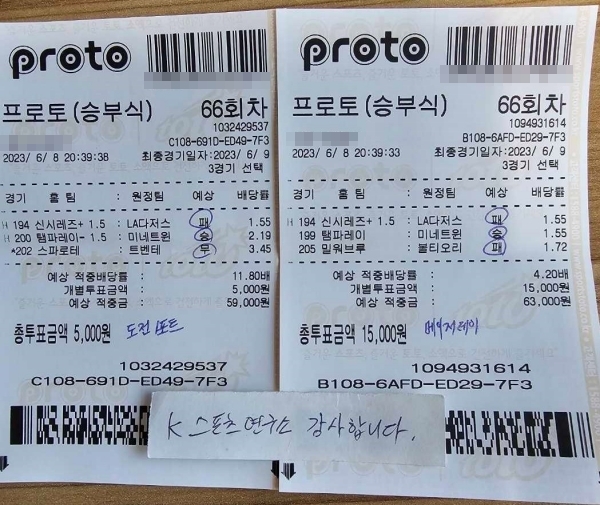 proto
프로토(승부식) 66회차
1032429537
C108-691D-ED49-7F3
2023/ 6/ 8 20:39:38 최종경기일자:2023/ 6/ 9
3경기 선택
경기 홈 팀 : 원정팀 예상 배당률
H 194 신시레즈+ 1.5 : LA다저스 패 1.55
H 200 탬파레이- 1.5 : 미네트윈 승 2.19
*202 스파로테 : 트벤테 무 3.45
예상 적중배당률 : 11.80배
개별투표금액 : 5,000원
예상 적중금 : 59,000원
총투표금액 5,000원 도전 노트
1032429537
C108-691D-ED49-7F3
proto
프로토(승부식) 66회차
1094931614
B108-6AFD-ED29-7F3
2023/ 6/ 8 20:39:33 최종경기일자:2023/ 6/ 9
3경기 선택
경기 홈 팀 : 원정팀 예상 배당률
H 194 신시레즈+ 1.5 : LA다저스 패 1.55
199 탬파레이 : 미네트윈 승 1.55
205 밀워브루 : 볼티오리 패 1.72
예상 적중배당률 : 4.20배
개별투표금액 : 15,000원
예상 적중금 : 63,000원
총투표금액 15,000원
1094931614
B108-6AFD-ED29-7F3
K 스포츠연구소 감사합니다.